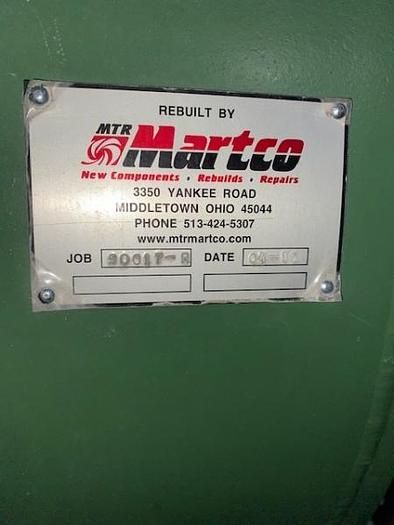 REBUILT BY
MTR Martco
New Components • Rebuilds • Repairs
3350 YANKEE ROAD
MIDDLETOWN OHIO 45044
PHONE 513-424-5307
www.mtrmartco.com
JOB DATE